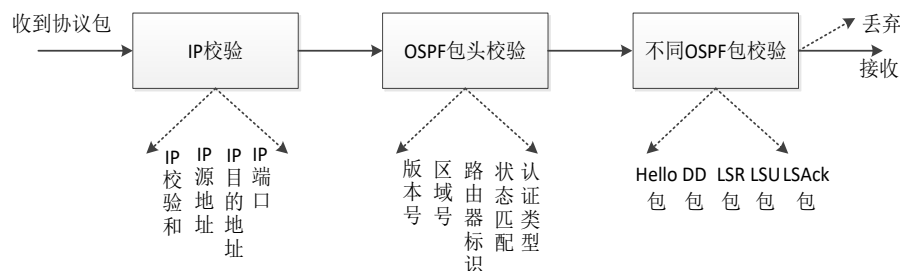 收到协议包
IP校验
OSPF包头校验
不同OSPF包校验
丢弃
接收
IP校验和
IP源地址
IP目的地址
IP端口
版本号
区域号
路由器标识
状态匹配
认证类型
Hello包
DD包
LSR包
LSU包
LSAck包